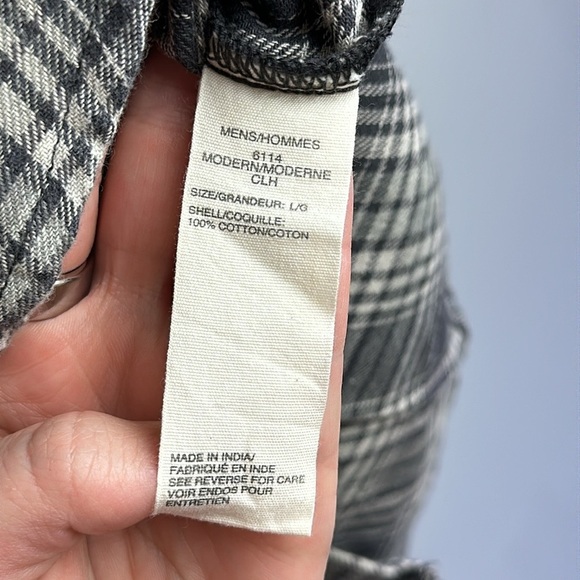 MENS/HOMMES
6114
MODERN/MODERNE
CLH
SIZE/GRANDEUR: L/G
SHELL/COQUILLE:
100% COTTON/COTON
MADE IN INDIA/
FABRIQUÉ EN INDE
SEE REVERSE FOR CARE
VOIR ENDOS POUR
ENTRETIEN